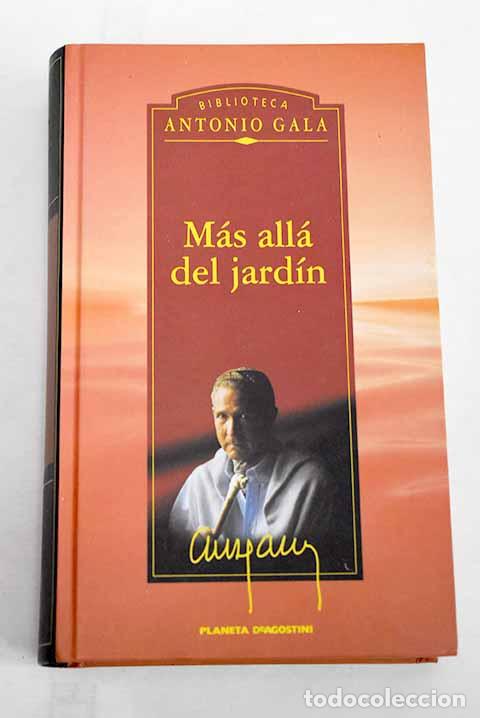 BIBLIOTECA
ANTONIO GALA
Más allá
del jardín
PLANETA DEAGOSTINI
todocoleccion